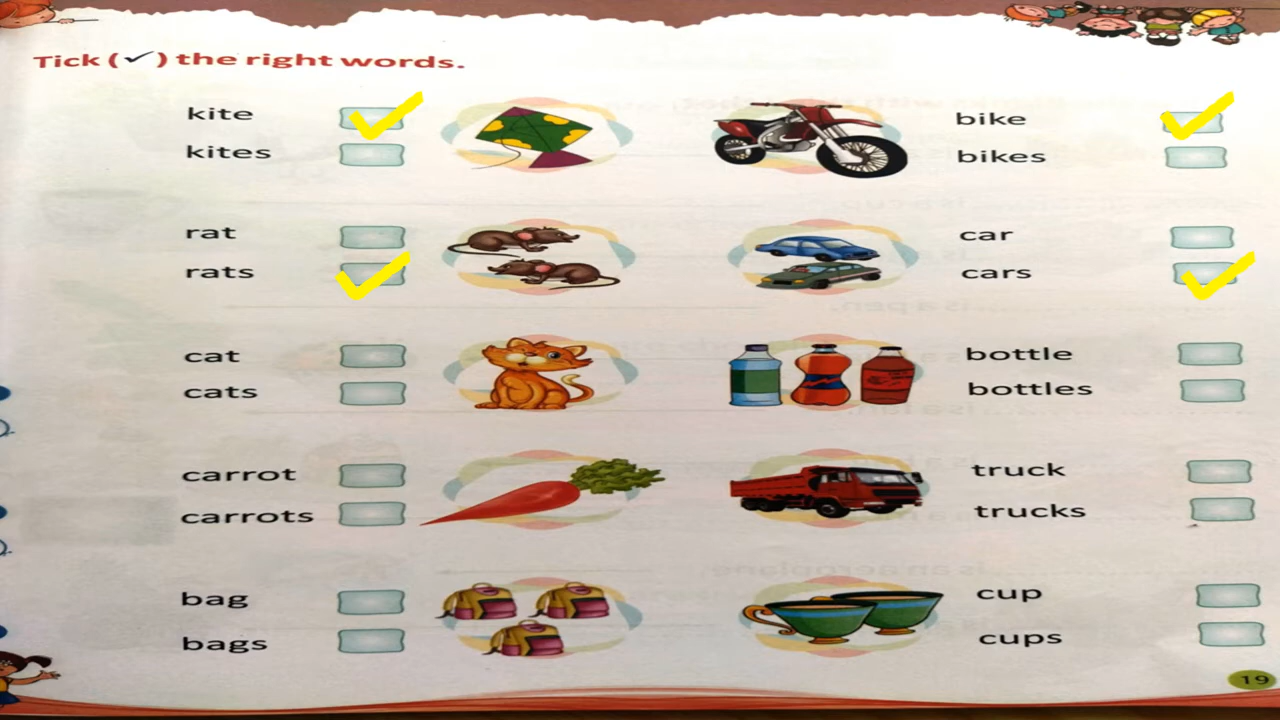 Tick (✓) the right words.
kite
kites
bike
bikes
rat
rats
car
cars
cat
cats
bottle
bottles
carrot
carrots
truck
trucks
bag
bags
cup
cups
19